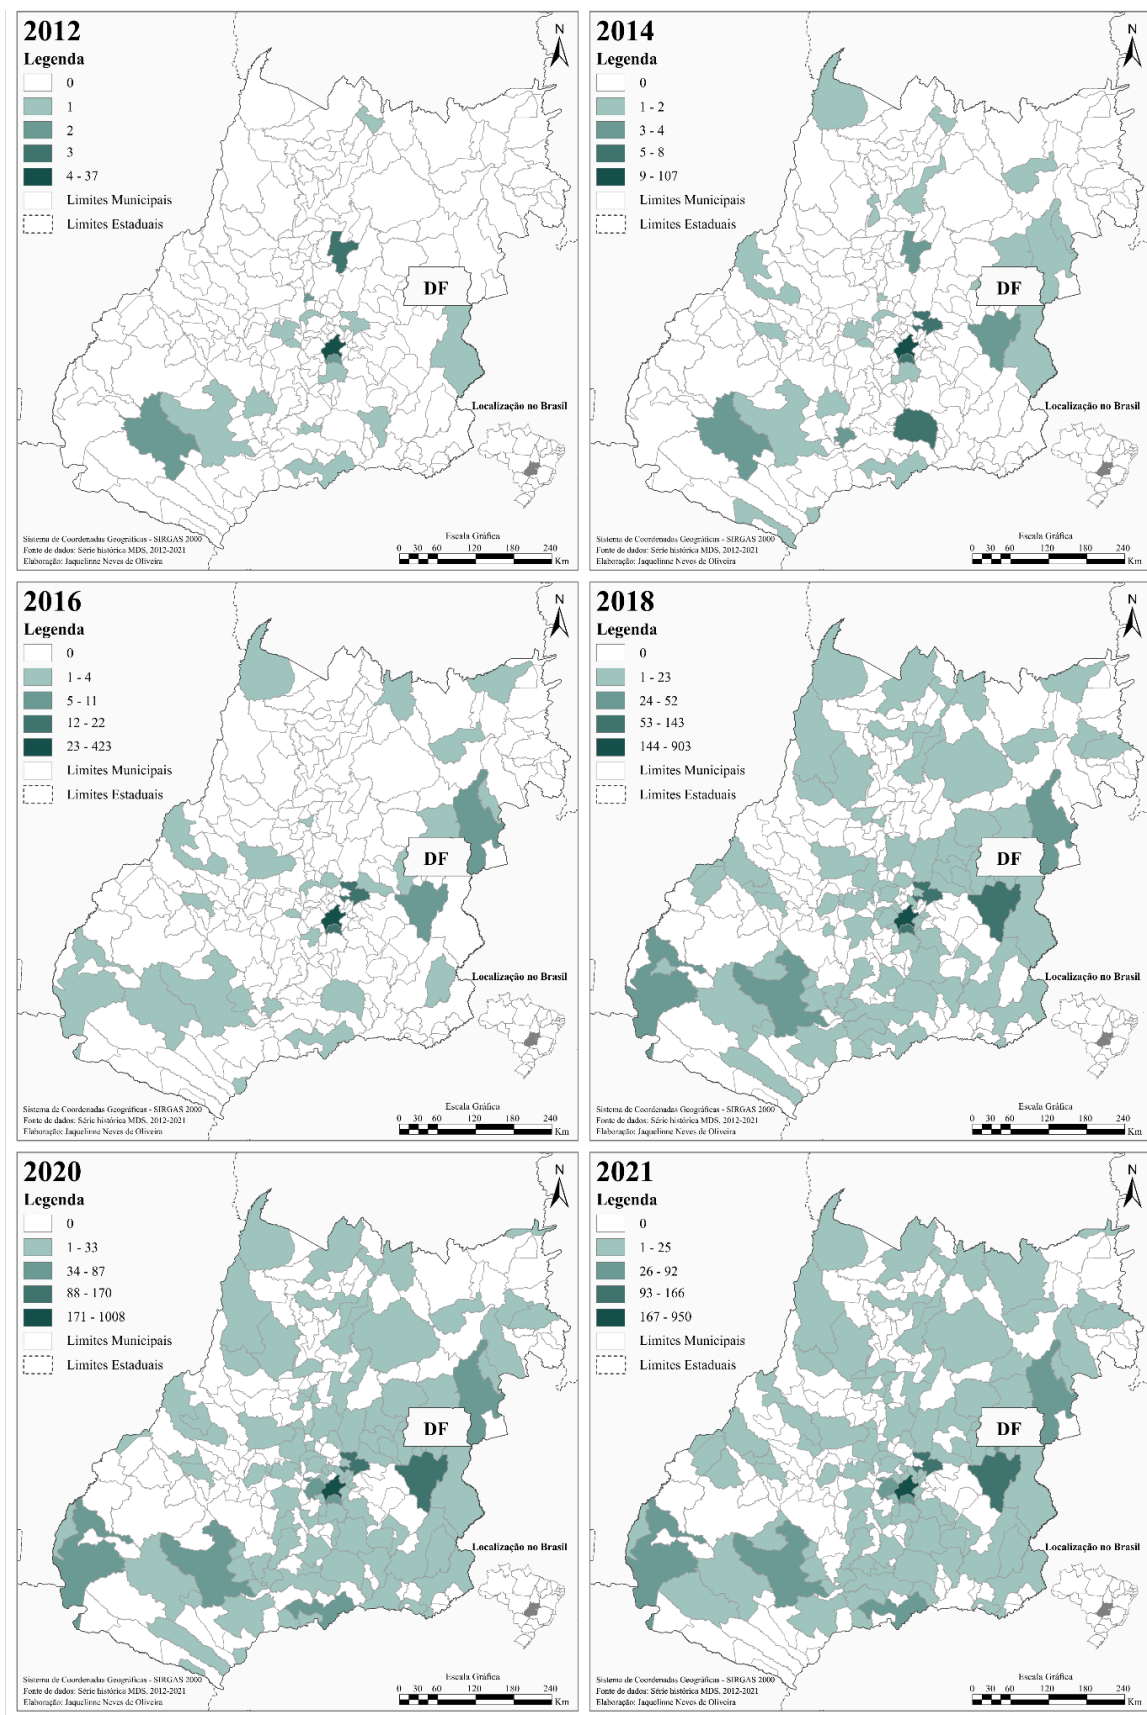 2012
N
Legenda
0
1
2
3
4 - 37
Limites Municipais
Limites Estaduais
DF
Localização no Brasil
Sistema de Coordenadas Geográficas - SIRGAS 2000
Fonte de dados: Série histórica MDS, 2012-2021
Elaboração: Jaquelinne Neves de Oliveira
Escala Gráfica
0 30 60 120 180 240
Km
2014
N
Legenda
0
1 - 2
3 - 4
5 - 8
9 - 107
Limites Municipais
Limites Estaduais
DF
Localização no Brasil
Sistema de Coordenadas Geográficas - SIRGAS 2000
Fonte de dados: Série histórica MDS, 2012-2021
Elaboração: Jaquelinne Neves de Oliveira
Escala Gráfica
0 30 60 120 180 240
Km
2016
N
Legenda
0
1 - 4
5 - 11
12 - 22
23 - 423
Limites Municipais
Limites Estaduais
DF
Localização no Brasil
Sistema de Coordenadas Geográficas - SIRGAS 2000
Fonte de dados: Série histórica MDS, 2012-2021
Elaboração: Jaquelinne Neves de Oliveira
Escala Gráfica
0 30 60 120 180 240
Km
2018
N
Legenda
0
1 - 23
24 - 52
53 - 143
144 - 903
Limites Municipais
Limites Estaduais
DF
Localização no Brasil
Sistema de Coordenadas Geográficas - SIRGAS 2000
Fonte de dados: Série histórica MDS, 2012-2021
Elaboração: Jaquelinne Neves de Oliveira
Escala Gráfica
0 30 60 120 180 240
Km
2020
N
Legenda
0
1 - 33
34 - 87
88 - 170
171 - 1008
Limites Municipais
Limites Estaduais
DF
Localização no Brasil
Sistema de Coordenadas Geográficas - SIRGAS 2000
Fonte de dados: Série histórica MDS, 2012-2021
Elaboração: Jaquelinne Neves de Oliveira
Escala Gráfica
0 30 60 120 180 240
Km
2021
N
Legenda
0
1 - 25
26 - 92
93 - 166
167 - 950
Limites Municipais
Limites Estaduais
DF
Localização no Brasil
Sistema de Coordenadas Geográficas - SIRGAS 2000
Fonte de dados: Série histórica MDS, 2012-2021
Elaboração: Jaquelinne Neves de Oliveira
Escala Gráfica
0 30 60 120 180 240
Km